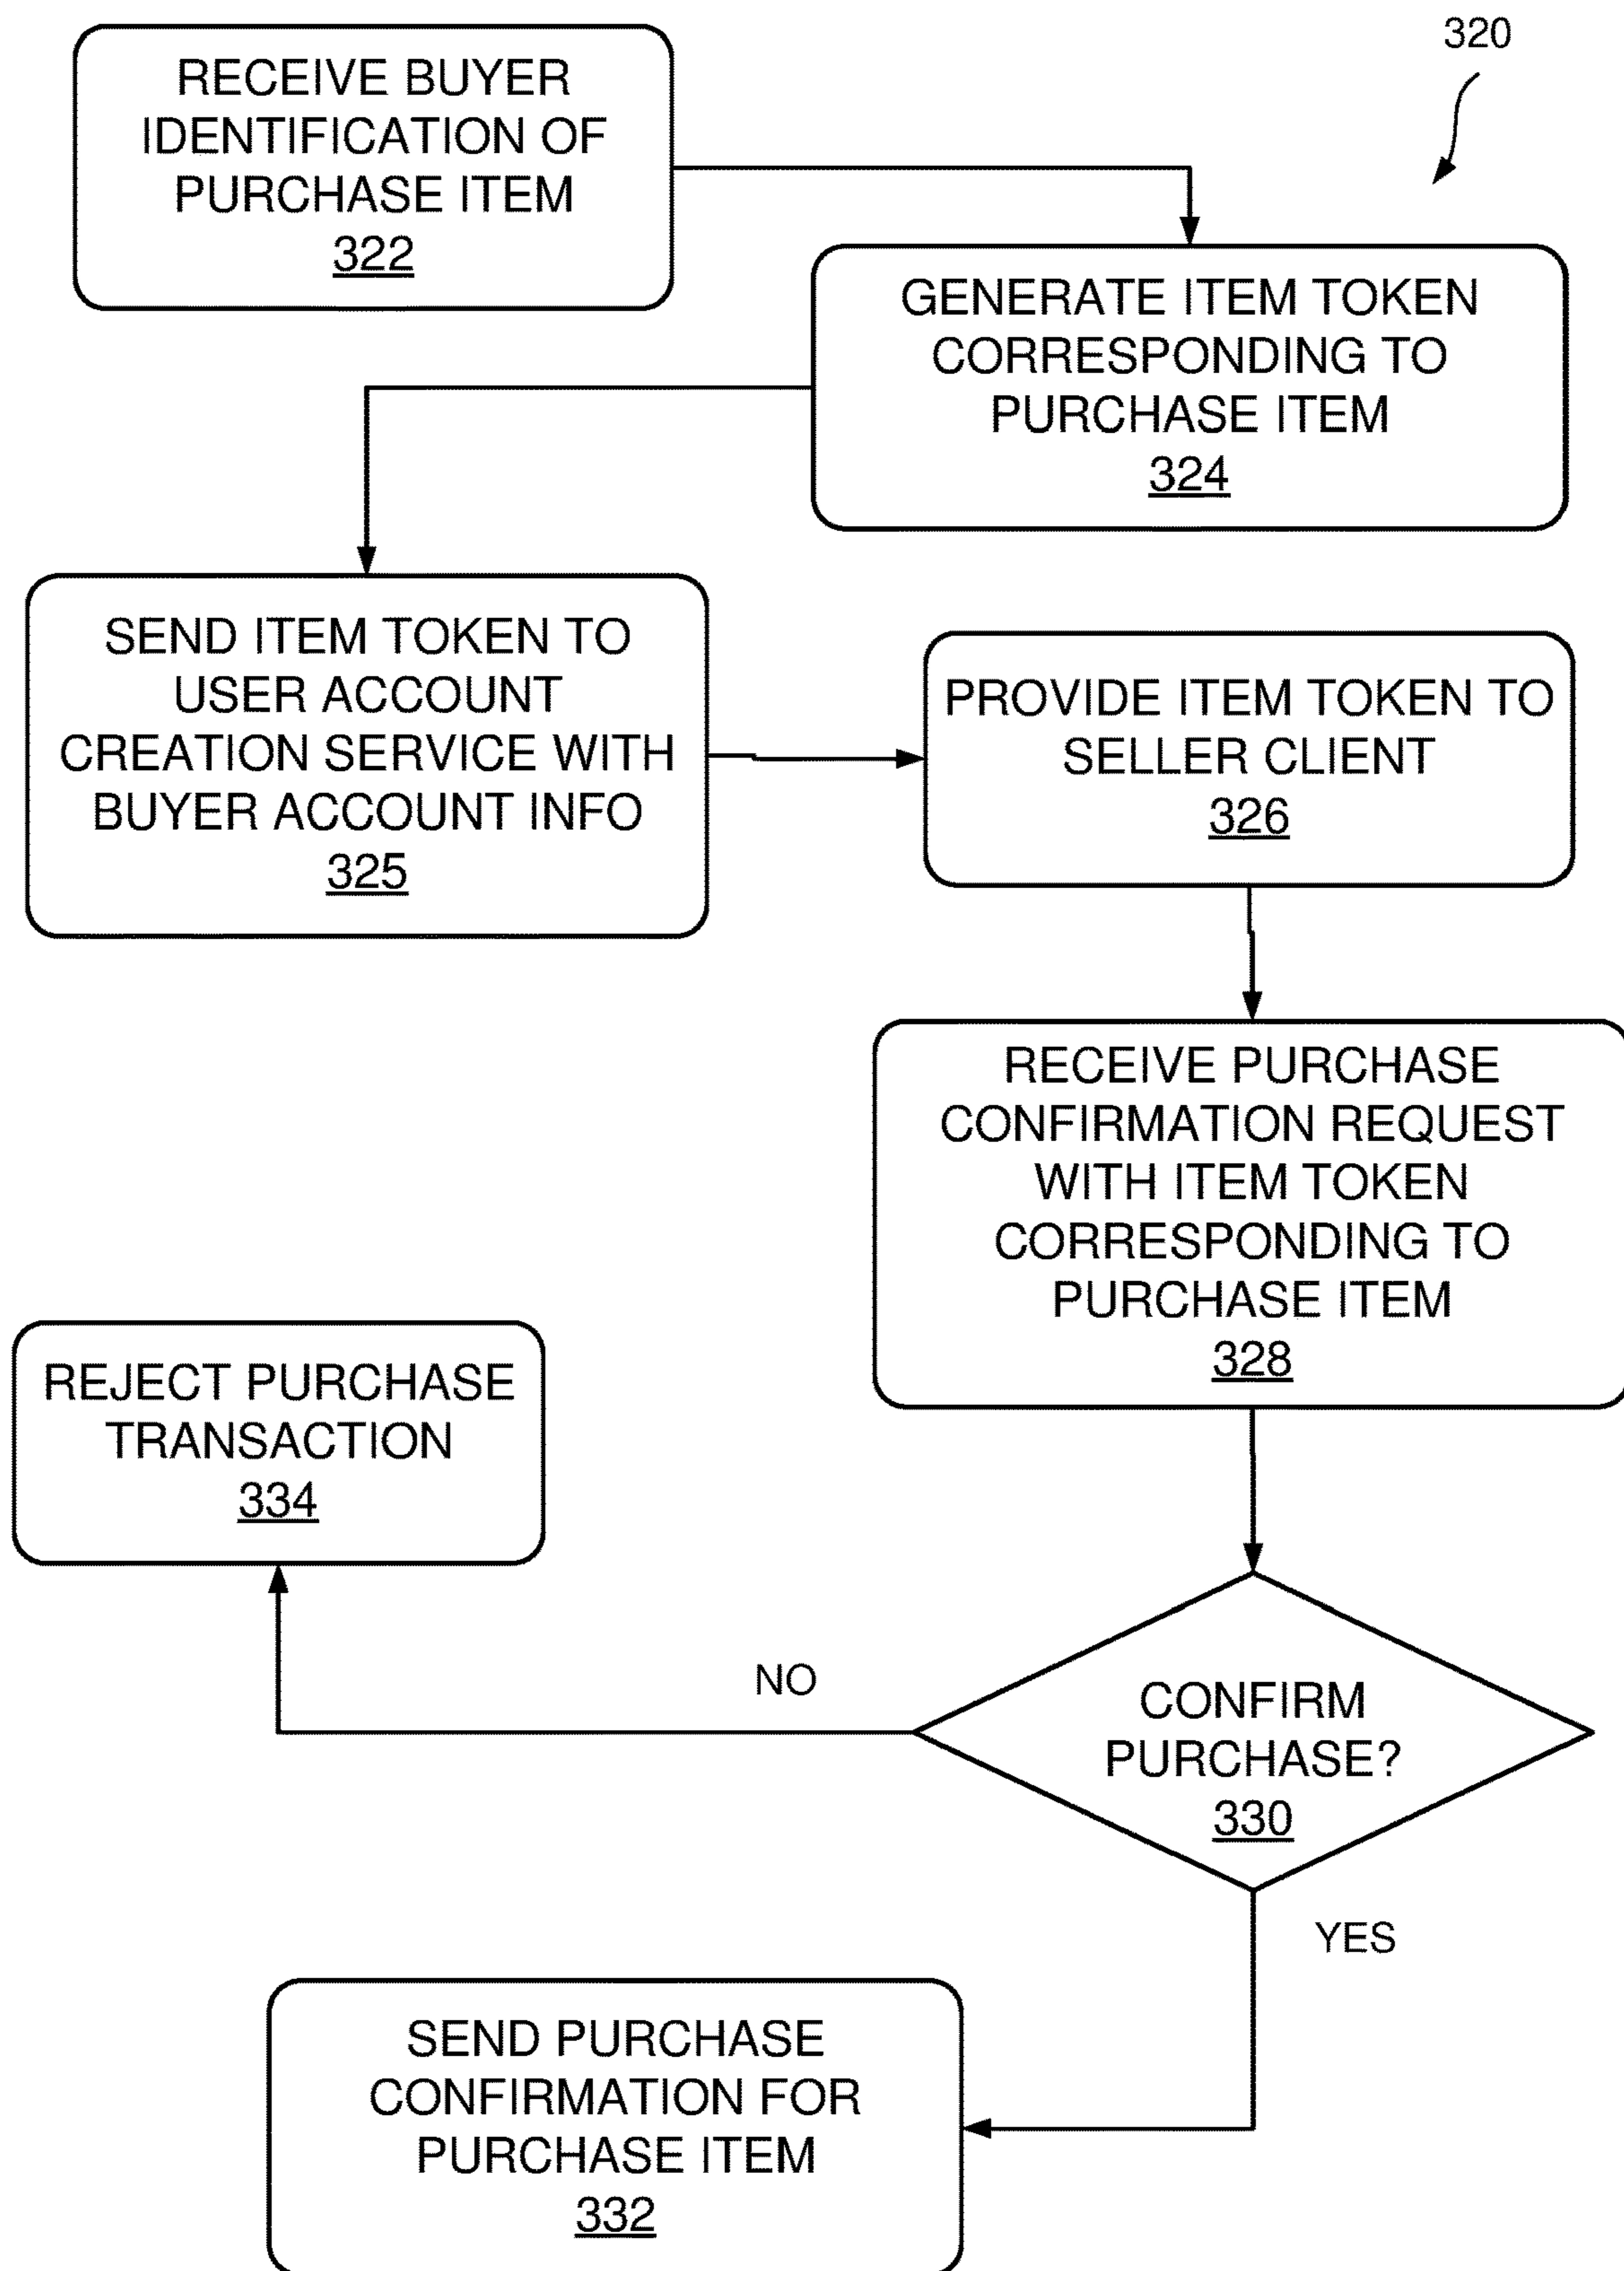 320
RECEIVE BUYER
IDENTIFICATION OF
PURCHASE ITEM
322
GENERATE ITEM TOKEN
CORRESPONDING TO
PURCHASE ITEM
324
SEND ITEM TOKEN TO
USER ACCOUNT
CREATION SERVICE WITH
BUYER ACCOUNT INFO
325
PROVIDE ITEM TOKEN TO
SELLER CLIENT
326
RECEIVE PURCHASE
CONFIRMATION REQUEST
WITH ITEM TOKEN
CORRESPONDING TO
PURCHASE ITEM
328
REJECT PURCHASE
TRANSACTION
334
NO
CONFIRM
PURCHASE?
330
YES
SEND PURCHASE
CONFIRMATION FOR
PURCHASE ITEM
332